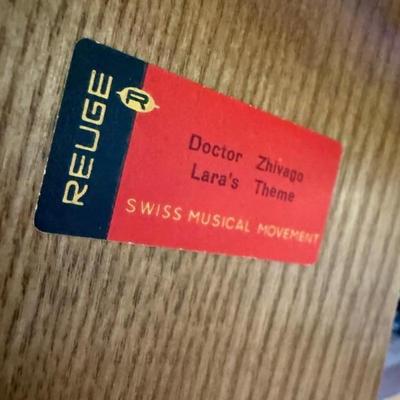 REUGE
R
Doctor Zhivago
Lara's Theme
SWISS MUSICAL MOVEMENT